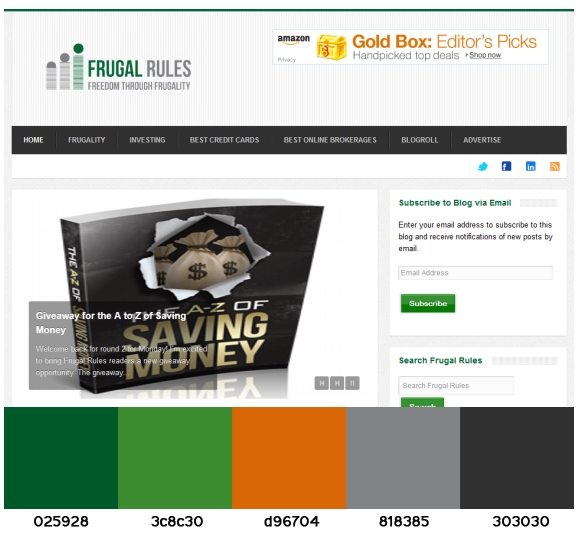 amazon
Privacy
Gold Box: Editor's Picks
Handpicked top deals > Shop now
FRUGAL RULES
FREEDOM THROUGH FRUGALITY
HOME FRUGALITY INVESTING BEST CREDIT CARDS BEST ONLINE BROKERAGES BLOGROLL ADVERTISE
THE A-Z OF SAVING MONEY
THE A-Z OF
SAVING
MONEY
Giveaway for the A to Z of Saving
Money
Welcome back for round 2 for Monday! I'm excited
to bring Frugal Rules readers a new giveaway
opportunity. The giveaway...
Subscribe to Blog via Email
Enter your email address to subscribe to this
blog and receive notifications of new posts by
email.
Email Address
Subscribe
Search Frugal Rules
Search Frugal Rules
Search
025928 3c8c30 d96704 818385 303030